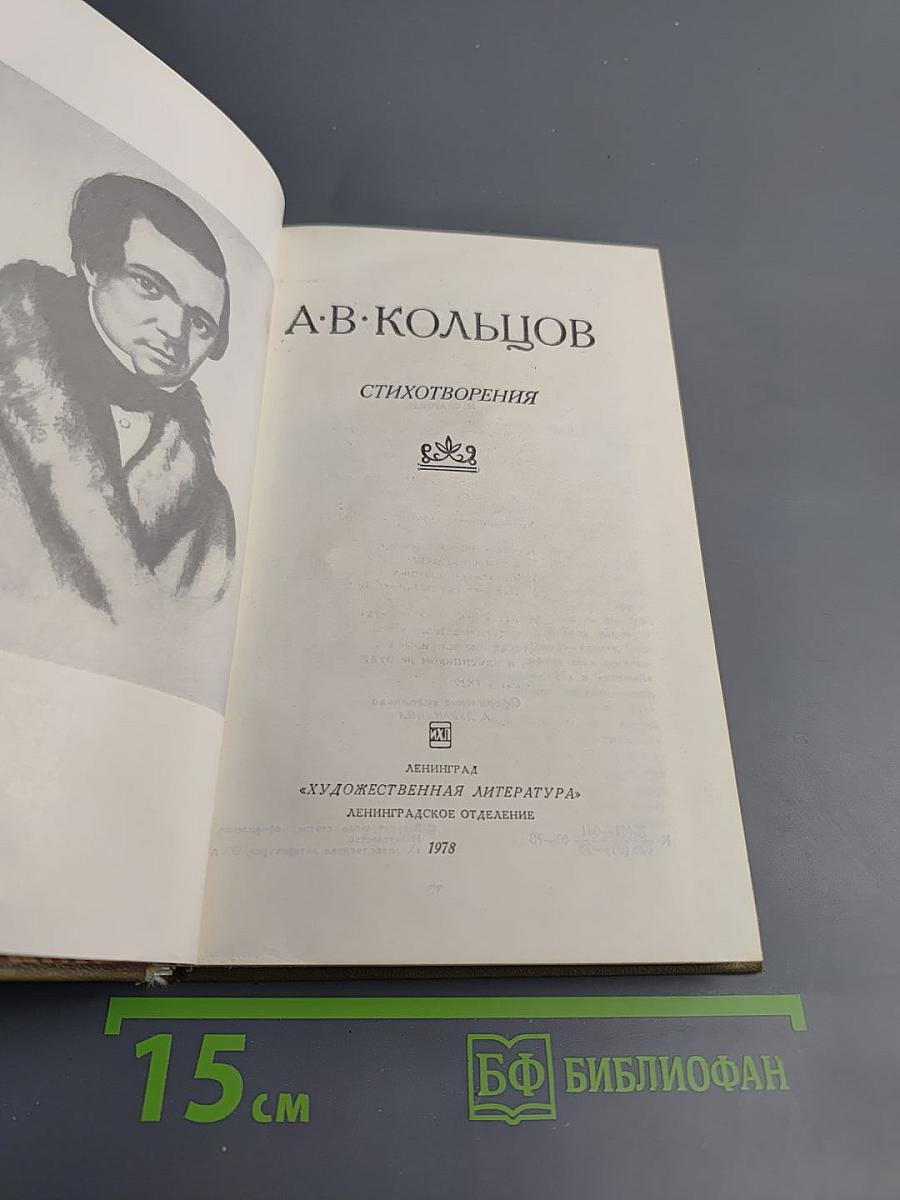 А·В·КОЛЬЦОВ
СТИХОТВОРЕНИЯ
ЛЕНИНГРАД
«ХУДОЖЕСТВЕННАЯ ЛИТЕРАТУРА»
ЛЕНИНГРАДСКОЕ ОТДЕЛЕНИЕ
1978
15 см
БФ БИБЛИОФАН